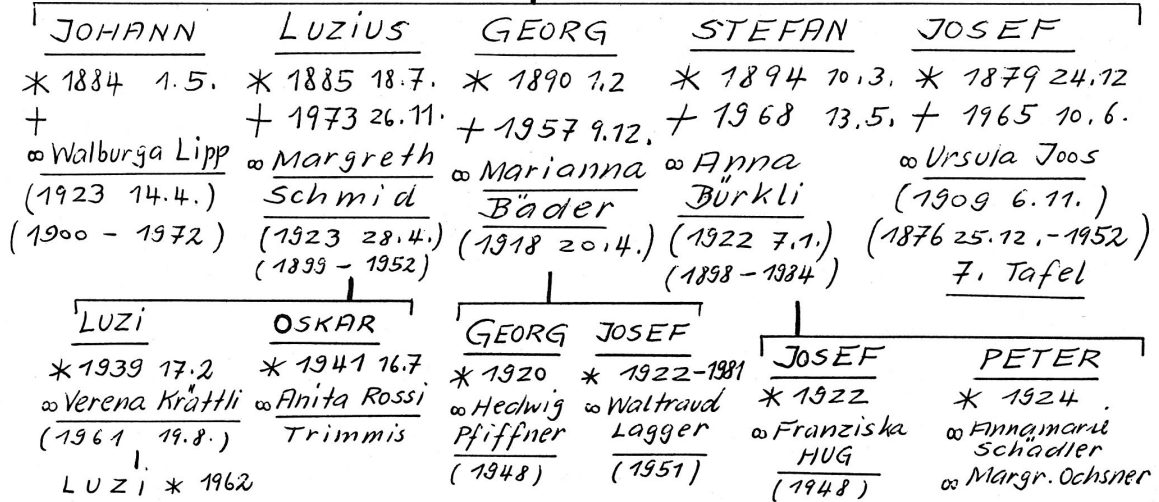 JOHANN
* 1884 1.5.
+
∞ Walburga Lipp
(1923 14.4.)
(1900 - 1972)
LUZIUS
* 1885 18.7.
+ 1973 26.11.
∞ Margreth
Schmid
(1923 28.4.)
(1899 - 1952)
GEORG
* 1890 1.2
+ 1957 9.12.
∞ Marianna
Bäder
(1918 20.4.)
STEFAN
* 1894 10.3.
+ 1968 13.5.
∞ Anna
Bürkli
(1922 7.1.)
(1898 - 1984)
JOSEF
* 1879 24.12
+ 1965 10.6.
∞ Ursula Joos
(1909 6.11.)
(1876 25.12.-1952)
7. Tafel
LUZI
* 1939 17.2
∞ Verena Krättli
(1961 19.8.)
LUZI * 1962
OSKAR
* 1941 16.7
∞ Anita Rossi
Trimmis
GEORG
* 1920
∞ Hedwig
Pfiffner
(1948)
JOSEF
* 1922-1981
∞ Waltraud
Lagger
(1951)
JOSEF
* 1922
∞ Franziska
HUG
(1948)
PETER
* 1924.
∞ Annamarie
Schädler
∞ Margr. Ochsner